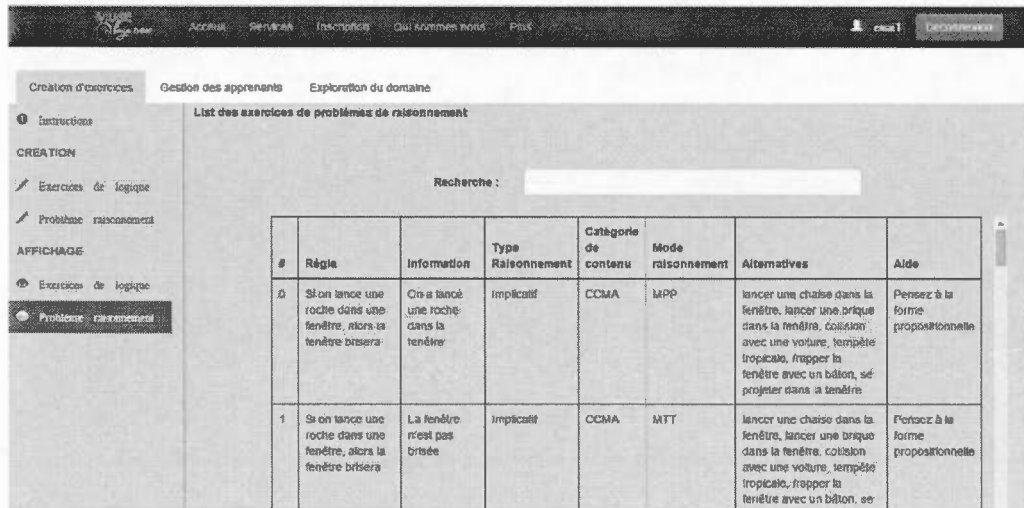 Accueil Services Inscription Qui sommes nons Plus
Déconnexion
Création d'exercices Gestion des apprenants Exploration du domaine
Instructions
CREATION
Exercices de logique
Problème raisonnement
AFFICHAGE
Exercices de logique
Problème raisonnement
List des exercices de problèmes de raisonnement
Recherche :
# Règle Information Type Raisonnement Catégorie de contenu Mode raisonnement Alternatives Aide
0 Si on lance une roche dans une fenêtre, alors la fenêtre brisera
On a lancé une roche dans la fenêtre
Implicatif
CCMA
MPP
lancer une chaise dans la fenêtre, lancer une brique dans la fenêtre, collision avec une voiture, tempête tropicale, frapper la fenêtre avec un bâton, se projeter dans la fenêtre
Pensez à la forme propositionnelle
1 Si on lance une roche dans une fenêtre, alors la fenêtre brisera
La fenêtre n'est pas brisée
Implicatif
CCMA
MTT
lancer une chaise dans la fenêtre, lancer une brique dans la fenêtre, collision avec une voiture, tempête tropicale, frapper la fenêtre avec un bâton, se
Pensez à la forme propositionnelle